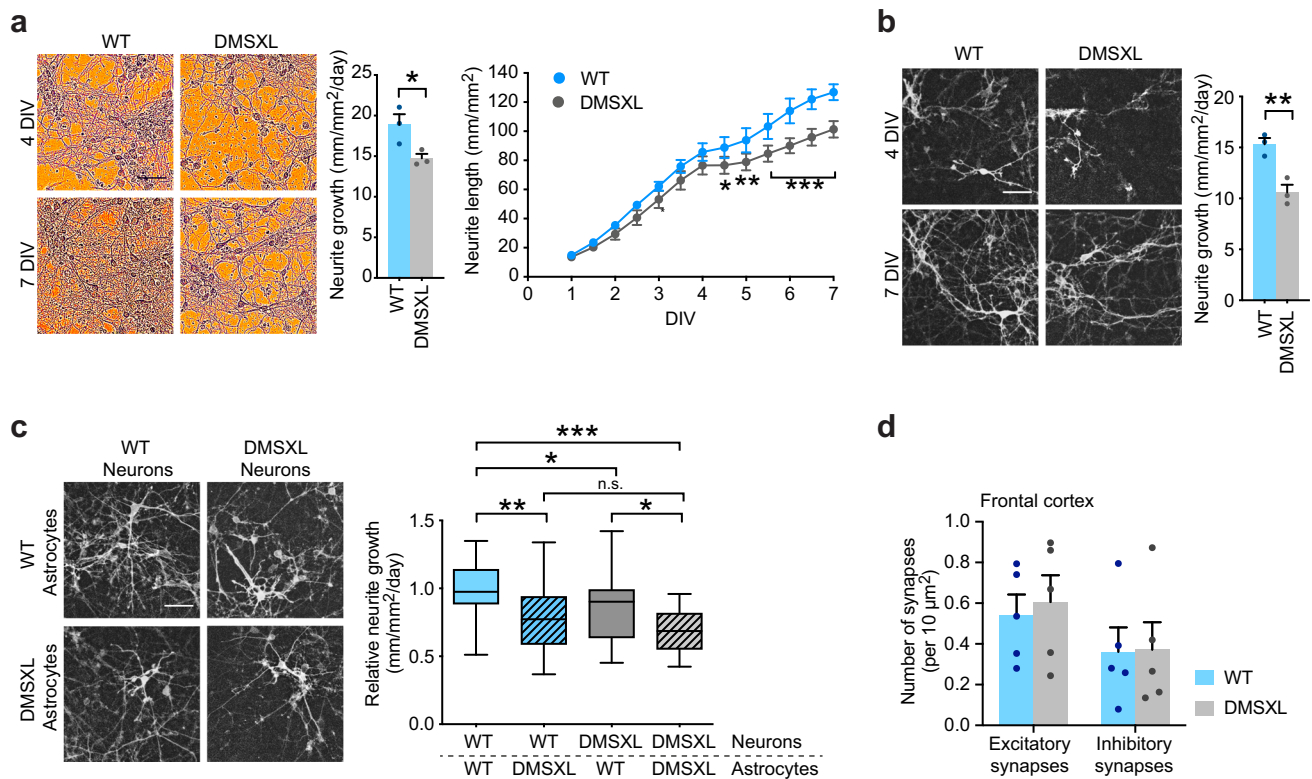 a
WT
DMSXL
4 DIV
7 DIV
Neurite growth (mm/mm²/day)
25
20
15
10
5
0
*
WT
DMSXL
Neurite length (mm/mm²)
140
120
100
80
60
40
20
0
WT
DMSXL
*
**
***
0
1
2
3
4
5
6
7
DIV
b
WT
DMSXL
4 DIV
7 DIV
Neurite growth (mm/mm²/day)
20
15
10
5
0
**
WT
DMSXL
c
WT
Neurons
DMSXL
Neurons
WT
Astrocytes
DMSXL
Astrocytes
Relative neurite growth
(mm/mm²/day)
1.5
1.0
0.5
0.0
***
*
n.s.
**
*
WT
WT
DMSXL
DMSXL
Neurons
WT
DMSXL
WT
DMSXL
Astrocytes
d
Frontal cortex
Number of synapses
(per 10 µm²)
1.0
0.8
0.6
0.4
0.2
0.0
Excitatory
synapses
Inhibitory
synapses
WT
DMSXL